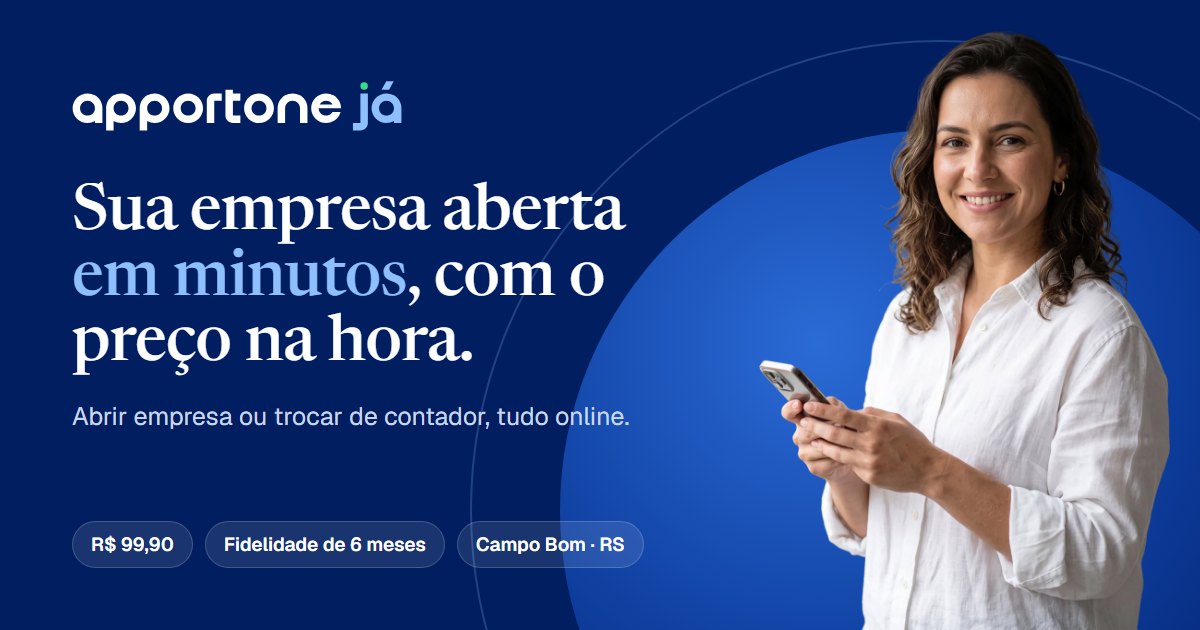 apportone já
Sua empresa aberta
em minutos, com o
preço na hora.
Abrir empresa ou trocar de contador, tudo online.
R$ 99,90
Fidelidade de 6 meses
Campo Bom · RS